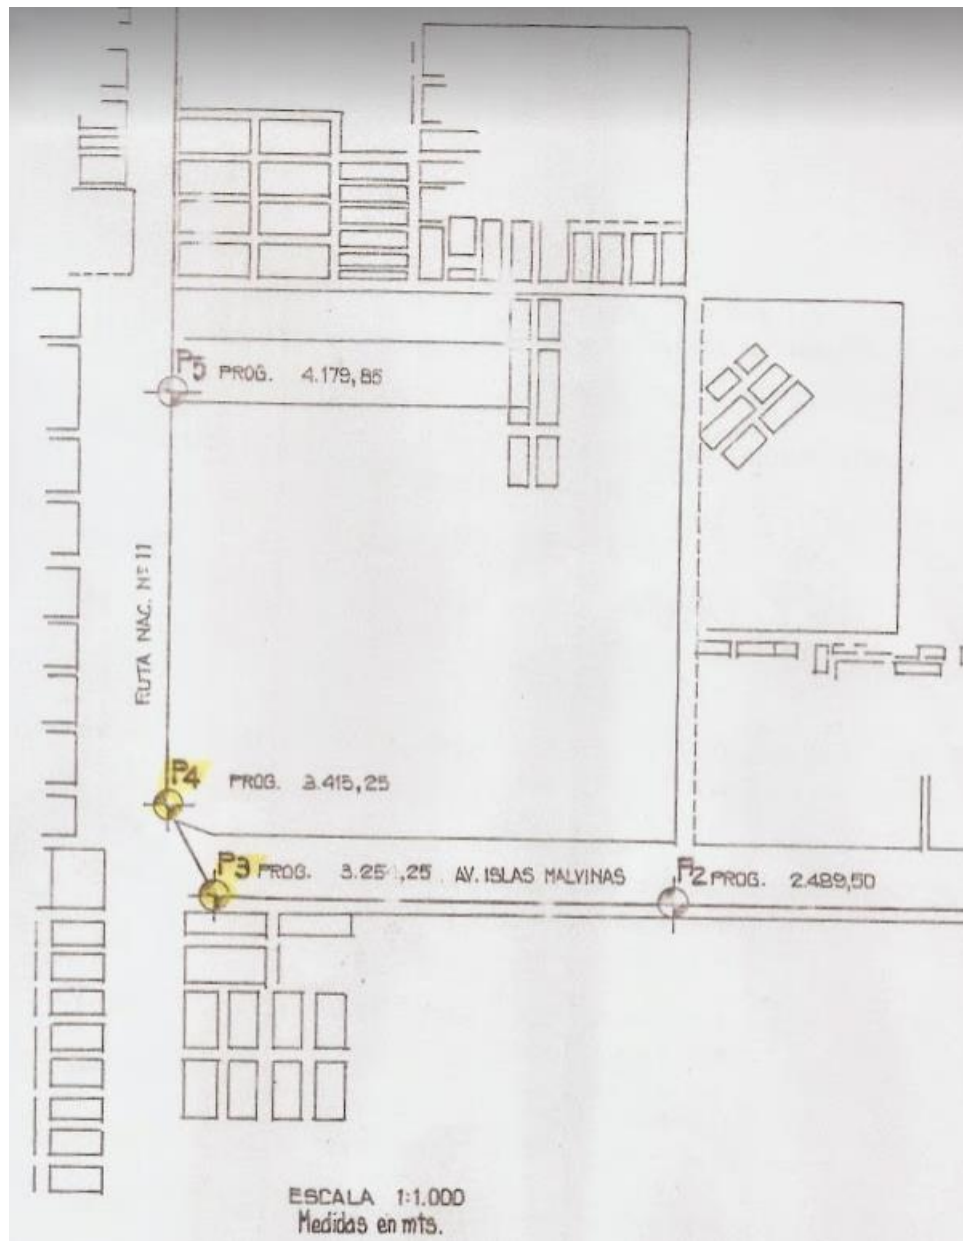 P5 PROG. 4.179,85
RUTA NAC. Nº 11
P4 PROG. 3.415,25
P3 PROG. AV. ISLAS MALVINAS
P2 PROG. 2.489,50
ESCALA 1:1.000
Medidas en mts.